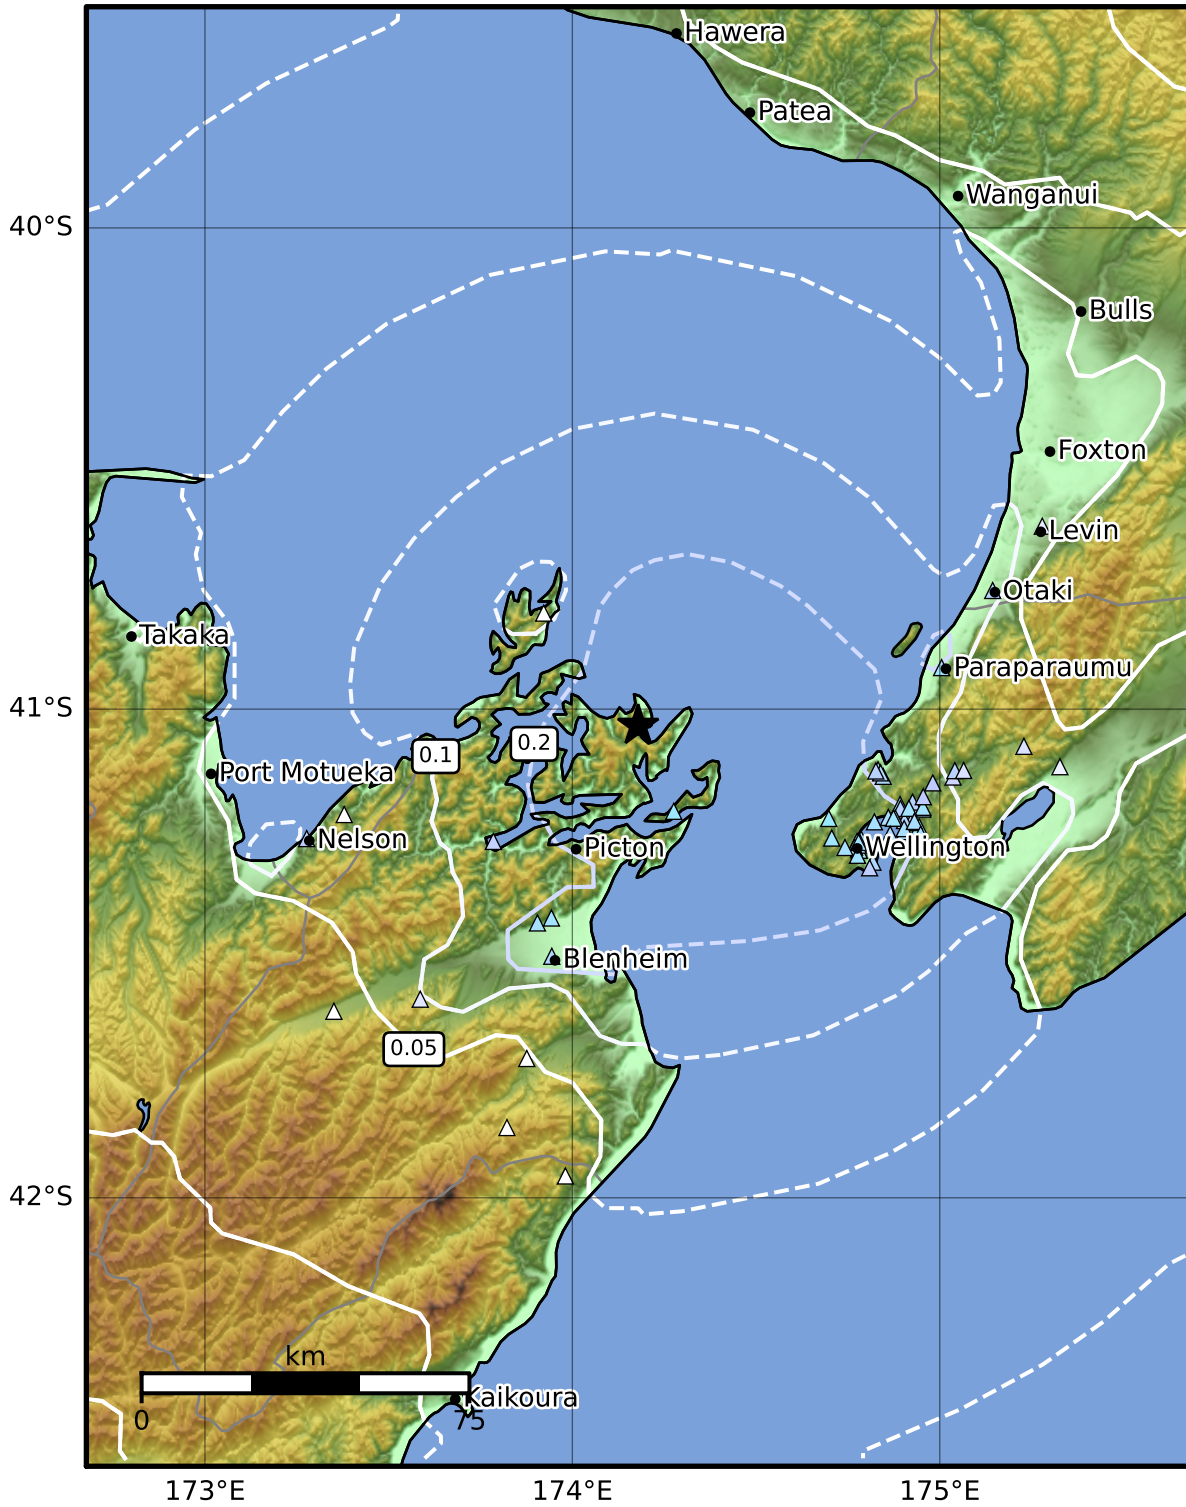 Hawera
Patea
Wanganui
40°S
Bulls
Foxton
Levin
Otaki
Takaka
Paraparaumu
41°S
0.1
0.2
Port Motueka
Nelson
Picton
Wellington
Blenheim
0.05
42°S
km
Kaikoura
0
75
173°E
174°E
175°E